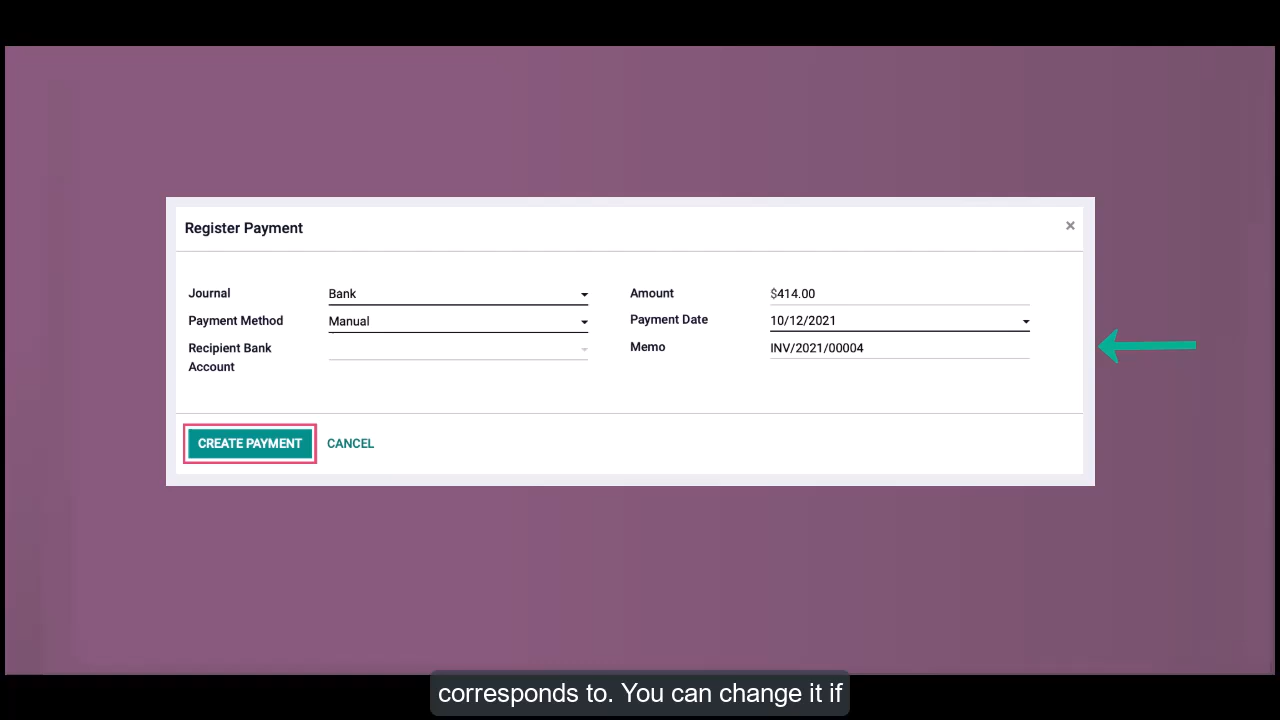 Register Payment ×
Journal Bank Amount $414.00
Payment Method Manual Payment Date 10/12/2021
Recipient Bank Memo INV/2021/00004
Account
CREATE PAYMENT CANCEL
corresponds to. You can change it if